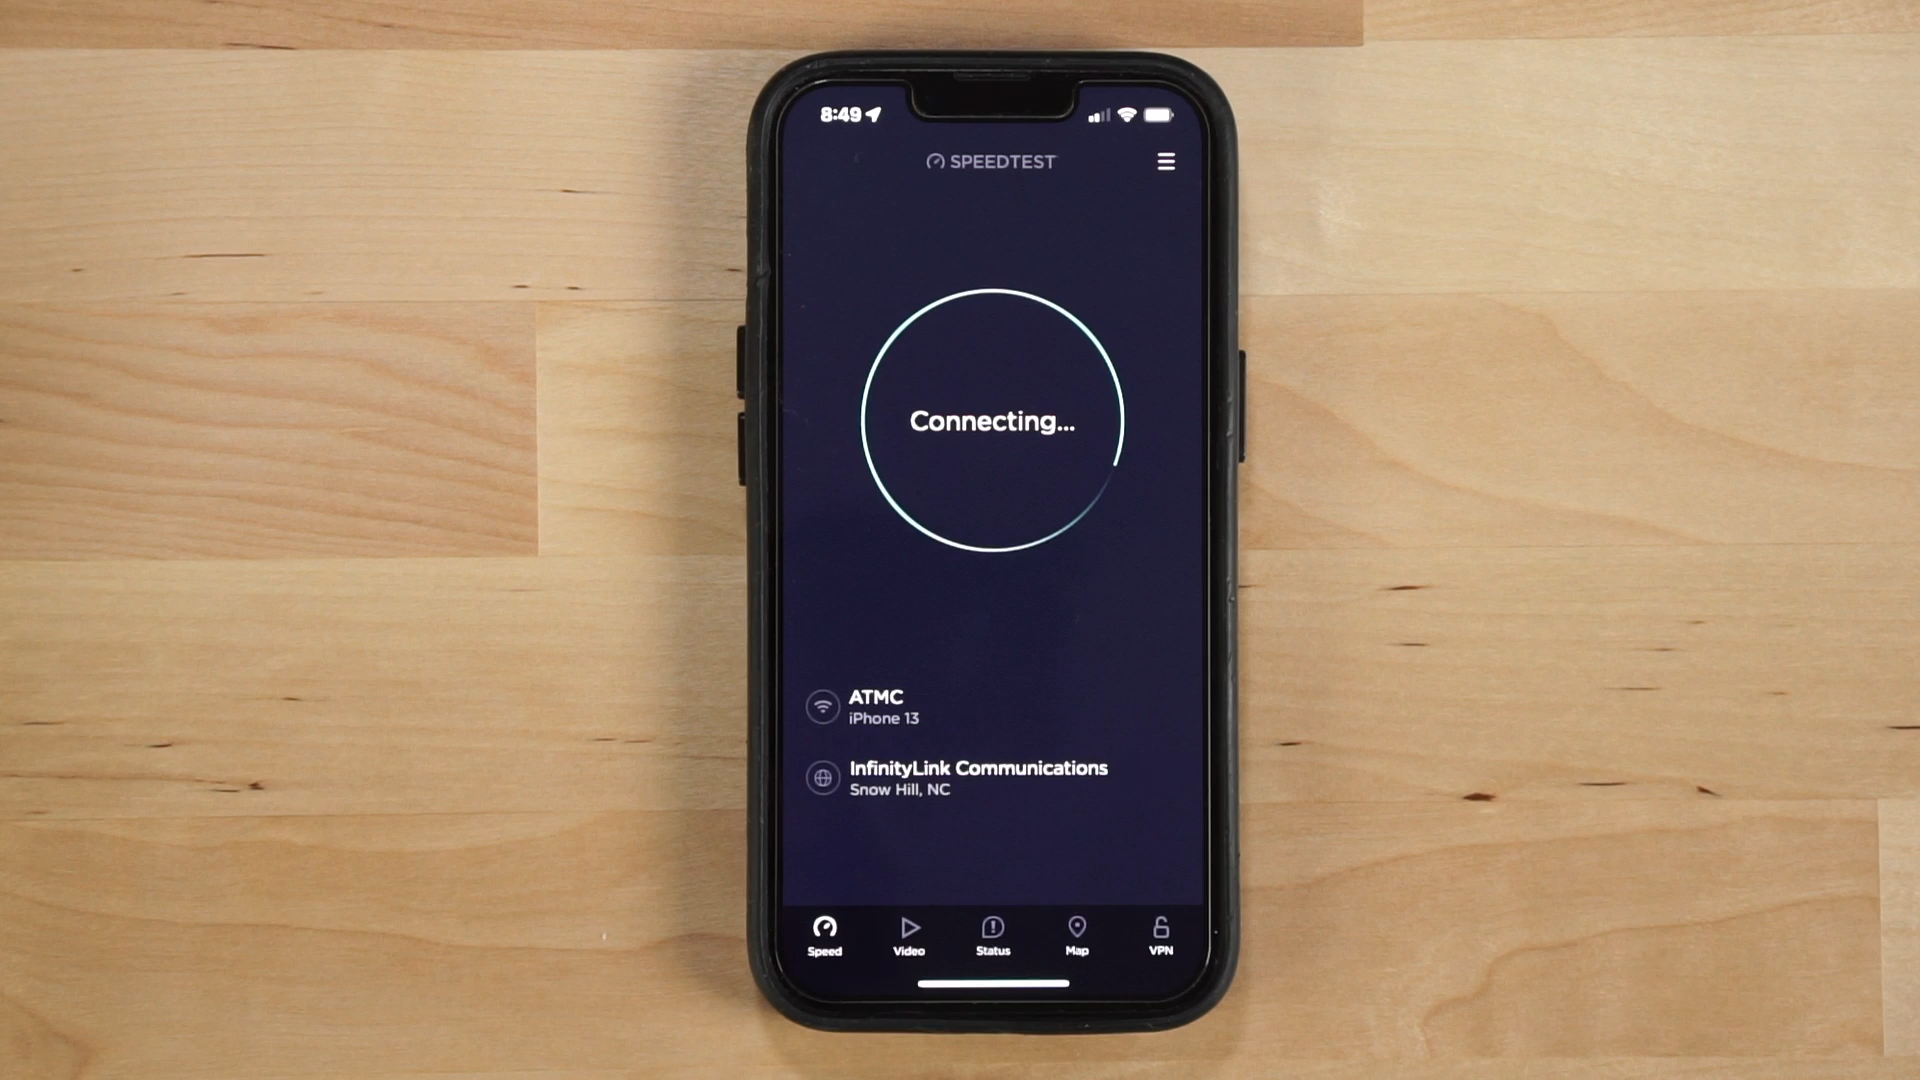 8:49
SPEEDTEST
Connecting...
ATMC
iPhone 13
InfinityLink Communications
Snow Hill, NC
Speed
Video
Status
Map
VPN